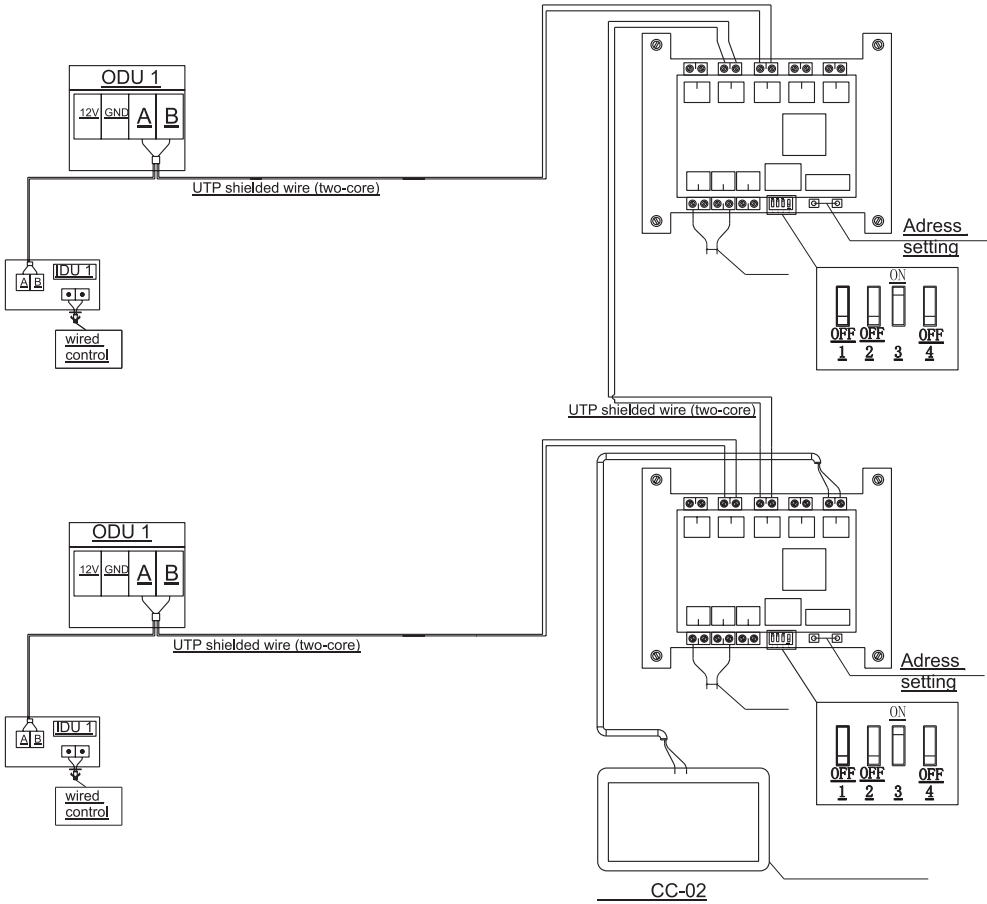 ODU 1
12V GND A B
UTP shielded wire (two-core)
A B
IDU 1
wired
control
Adress
setting
ON
OFF OFF OFF
1 2 3 4
UTP shielded wire (two-core)
ODU 1
12V GND A B
UTP shielded wire (two-core)
A B
IDU 1
wired
control
Adress
setting
ON
OFF OFF OFF
1 2 3 4
CC-02